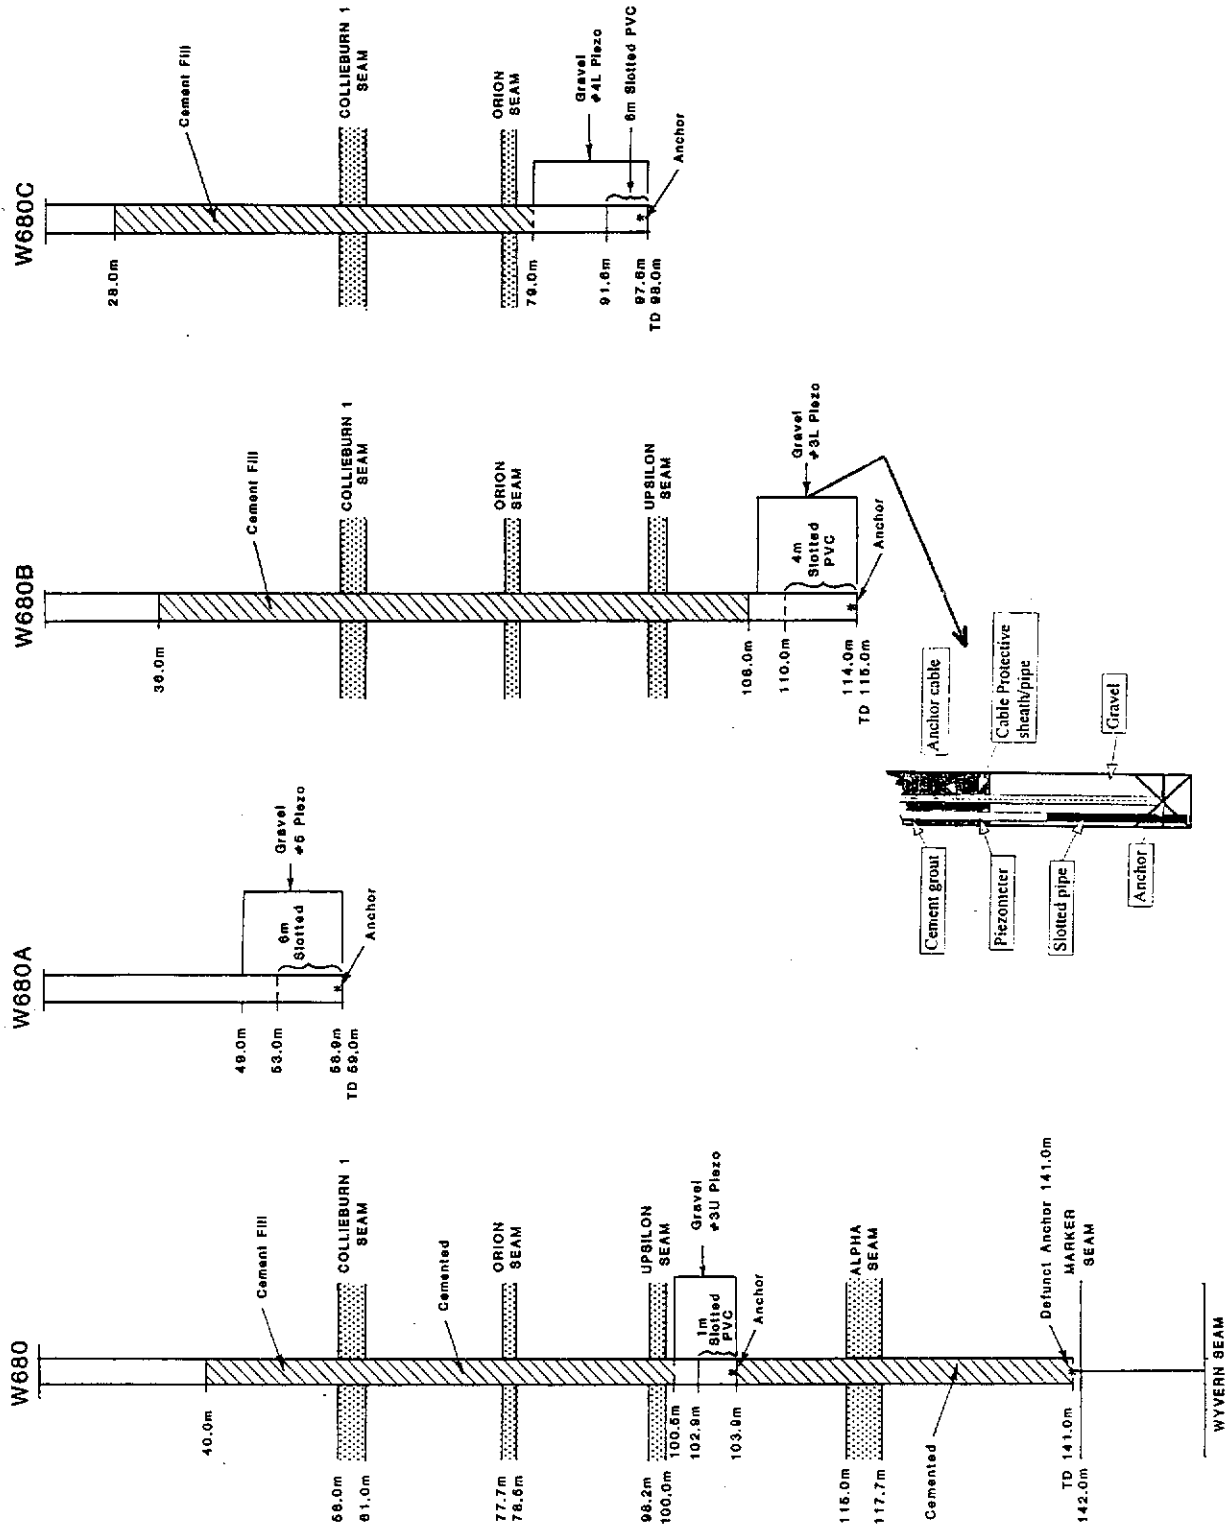 W680
40.0m
Cement Fill
58.0m
61.0m
COLLIEBURN 1
SEAM
Cemented
77.7m
78.5m
ORION
SEAM
98.2m
100.0m
UPSILON
SEAM
100.5m
102.9m
103.9m
1m
Slotted
PVC
Gravel
#3U Piezo
Anchor
115.0m
117.7m
ALPHA
SEAM
Cemented
Defunct Anchor 141.0m
TD 141.0m
142.0m
MARKER
SEAM
WYVERN SEAM
W680A
49.0m
53.0m
58.9m
TD 59.0m
6m
Slotted
Gravel
#5 Piezo
Anchor
W680B
36.0m
Cement Fill
COLLIEBURN 1
SEAM
ORION
SEAM
UPSILON
SEAM
106.0m
110.0m
114.0m
TD 115.0m
4m
Slotted
PVC
Gravel
#3L Piezo
Anchor
Cement grout
Piezometer
Slotted pipe
Anchor
Anchor cable
Cable Protective
sheath/pipe
Gravel
W680C
28.0m
Cement Fill
COLLIEBURN 1
SEAM
ORION
SEAM
79.0m
91.6m
97.6m
TD 98.0m
Gravel
#4L Piezo
6m Slotted PVC
Anchor